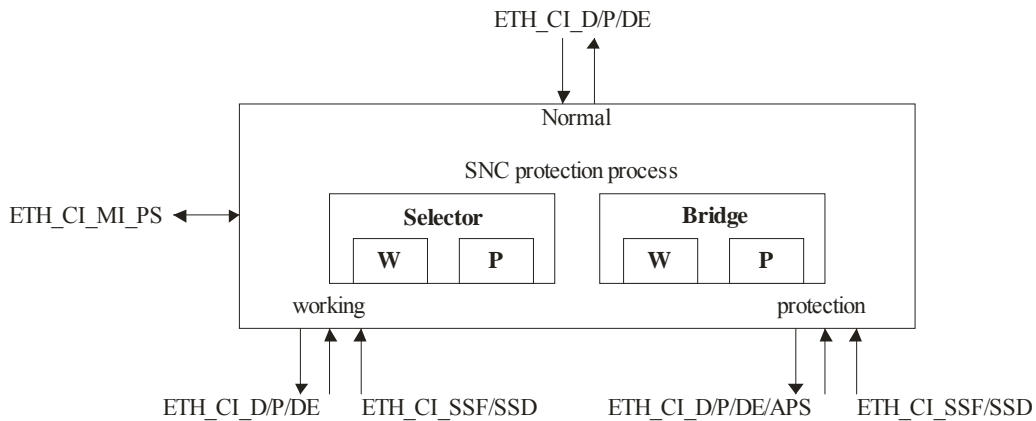 ETH_CI_D/P/DE
Normal
SNC protection process
ETH_CI_MI_PS
Selector
Bridge
W
P
W
P
working
protection
ETH_CI_D/P/DE
ETH_CI_SSF/SSD
ETH_CI_D/P/DE/APS
ETH_CI_SSF/SSD